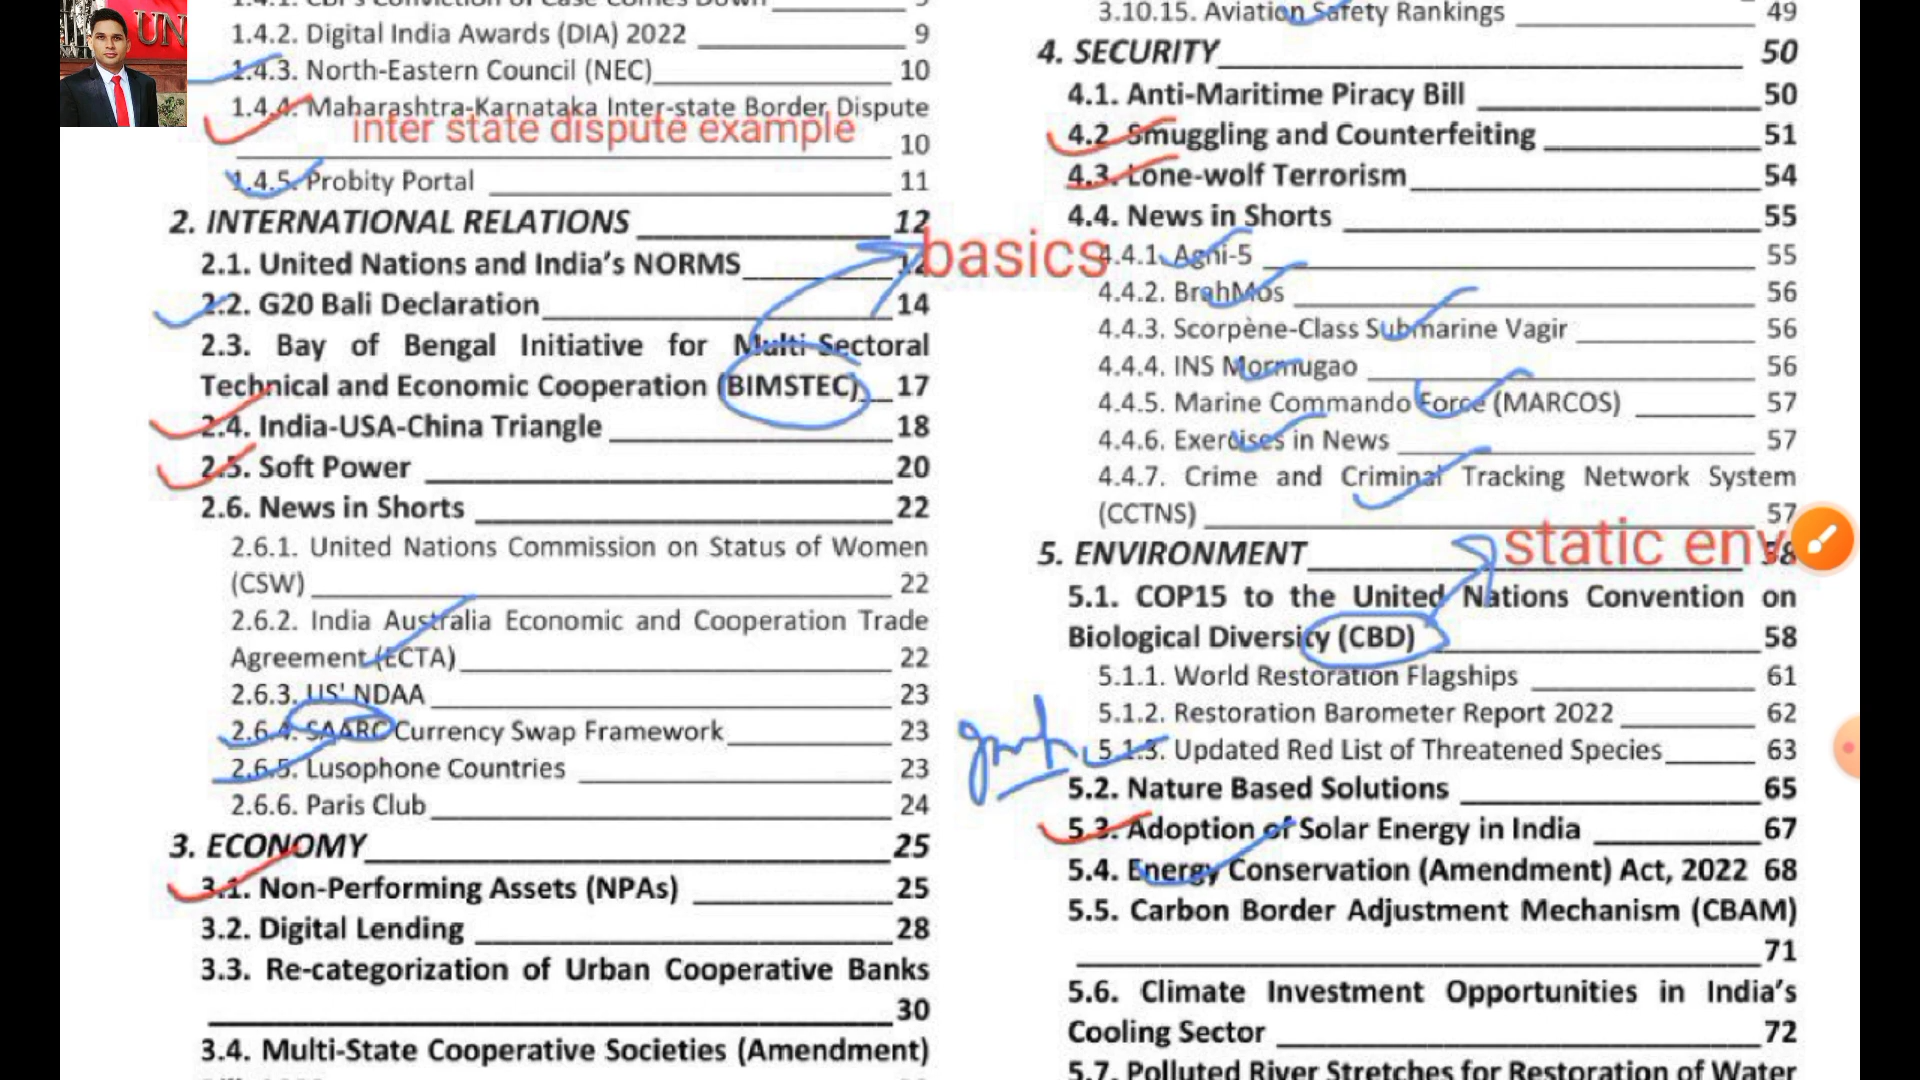 UN
1.4.1. CBI's Conviction of Case Comes Down
1.4.2. Digital India Awards (DIA) 2022 9
1.4.3. North-Eastern Council (NEC) 10
1.4.4. Maharashtra-Karnataka Inter-state Border Dispute
inter state dispute example
10
1.4.5. Probity Portal 11
2. INTERNATIONAL RELATIONS 12
2.1. United Nations and India's NORMS 12
basics
2.2. G20 Bali Declaration 14
2.3. Bay of Bengal Initiative for Multi-Sectoral
Technical and Economic Cooperation (BIMSTEC) 17
2.4. India-USA-China Triangle 18
2.5. Soft Power 20
2.6. News in Shorts 22
2.6.1. United Nations Commission on Status of Women
(CSW) 22
2.6.2. India Australia Economic and Cooperation Trade
Agreement (ECTA) 22
2.6.3. US' NDAA 23
2.6.4. SAARC Currency Swap Framework 23
2.6.5. Lusophone Countries 23
2.6.6. Paris Club 24
3. ECONOMY 25
3.1. Non-Performing Assets (NPAs) 25
3.2. Digital Lending 28
3.3. Re-categorization of Urban Cooperative Banks
30
3.4. Multi-State Cooperative Societies (Amendment)
3.10.15. Aviation Safety Rankings 49
4. SECURITY 50
4.1. Anti-Maritime Piracy Bill 50
4.2. Smuggling and Counterfeiting 51
4.3. Lone-wolf Terrorism 54
4.4. News in Shorts 55
4.4.1. Agni-5 55
4.4.2. BrahMos 56
4.4.3. Scorpène-Class Submarine Vagir 56
4.4.4. INS Mormugao 56
4.4.5. Marine Commando Force (MARCOS) 57
4.4.6. Exercises in News 57
4.4.7. Crime and Criminal Tracking Network System
(CCTNS) 57
static env
5. ENVIRONMENT 58
5.1. COP15 to the United Nations Convention on
Biological Diversity (CBD) 58
5.1.1. World Restoration Flagships 61
5.1.2. Restoration Barometer Report 2022 62
5.1.3. Updated Red List of Threatened Species 63
5.2. Nature Based Solutions 65
5.3. Adoption of Solar Energy in India 67
5.4. Energy Conservation (Amendment) Act, 2022 68
5.5. Carbon Border Adjustment Mechanism (CBAM)
71
5.6. Climate Investment Opportunities in India's
Cooling Sector 72
5.7. Polluted River Stretches for Restoration of Water